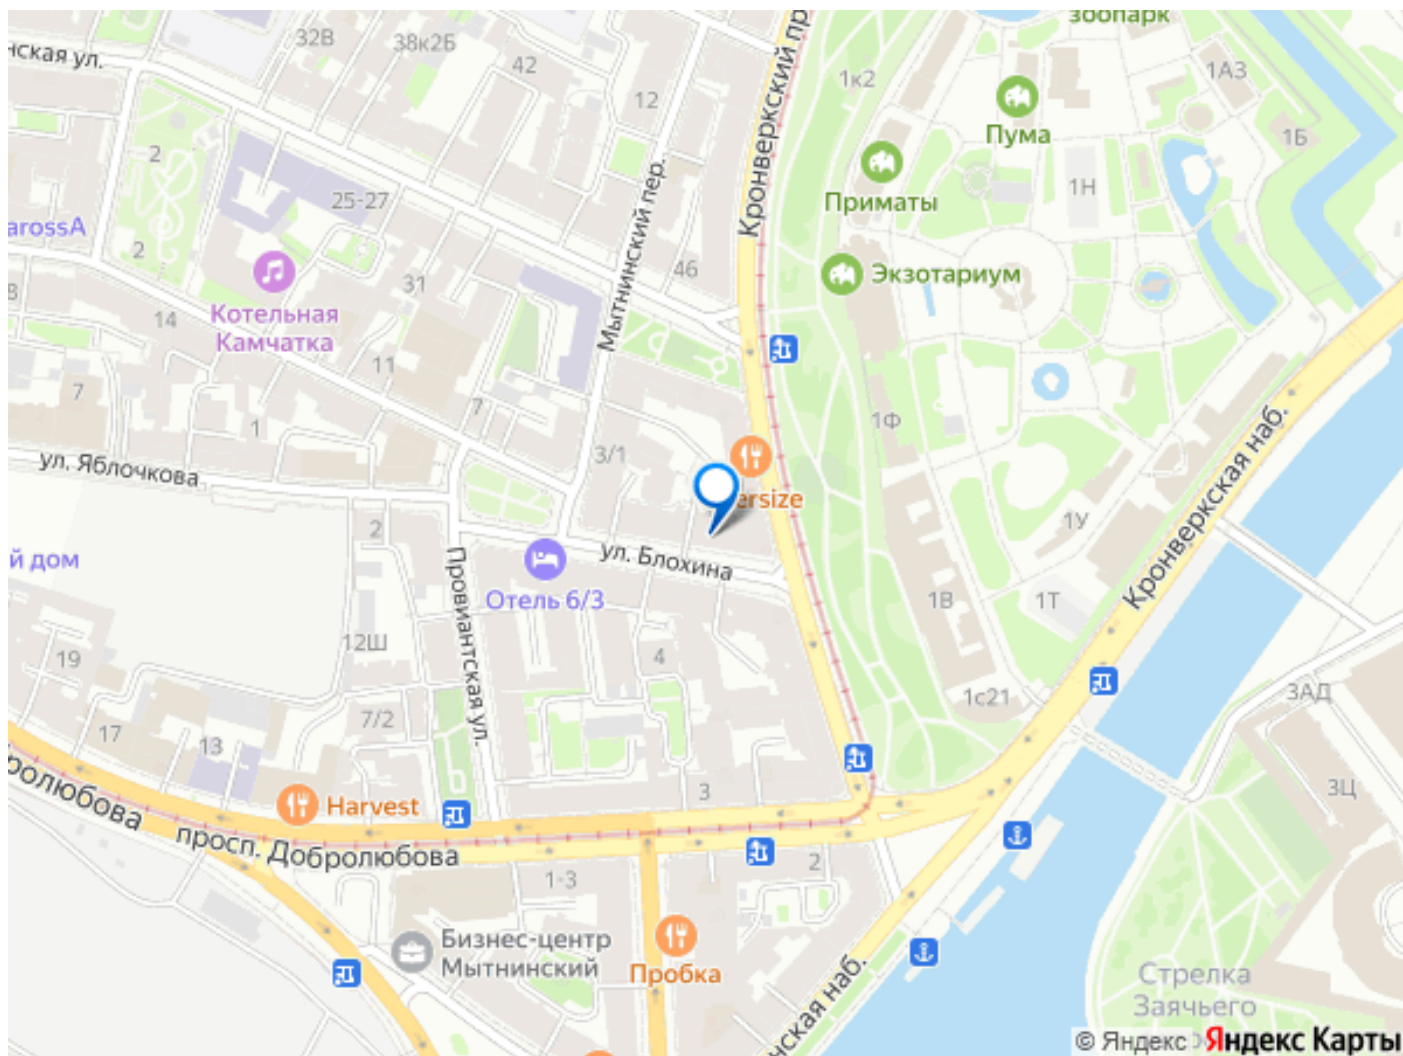 зоопарк
32В
38к2Б
42
нская ул.
Кронверкский пр
1к2
1А3
12
Пума
1Б
2
25-27
Приматы
1Н
Мытнинский пер.
arossA
2
46
Экзотариум
31
Котельная
Камчатка
14
11
7
7
1
1Ф
3/1
ул. Яблочкова
ersize
Кронверкская наб.
2
1У
ул. Блохина
й дом
Отель 6/3
1В
1Т
Провиантская ул.
12Ш
4
19
1с21
3АД
7/2
17
13
3
3Ц
Harvest
ролюбова
просп. Добролюбова
2
1-3
Бизнес-центр
Мытнинский
Пробка
нская наб.
Стрелка
Заячьего
© Яндекс
Яндекс Карты